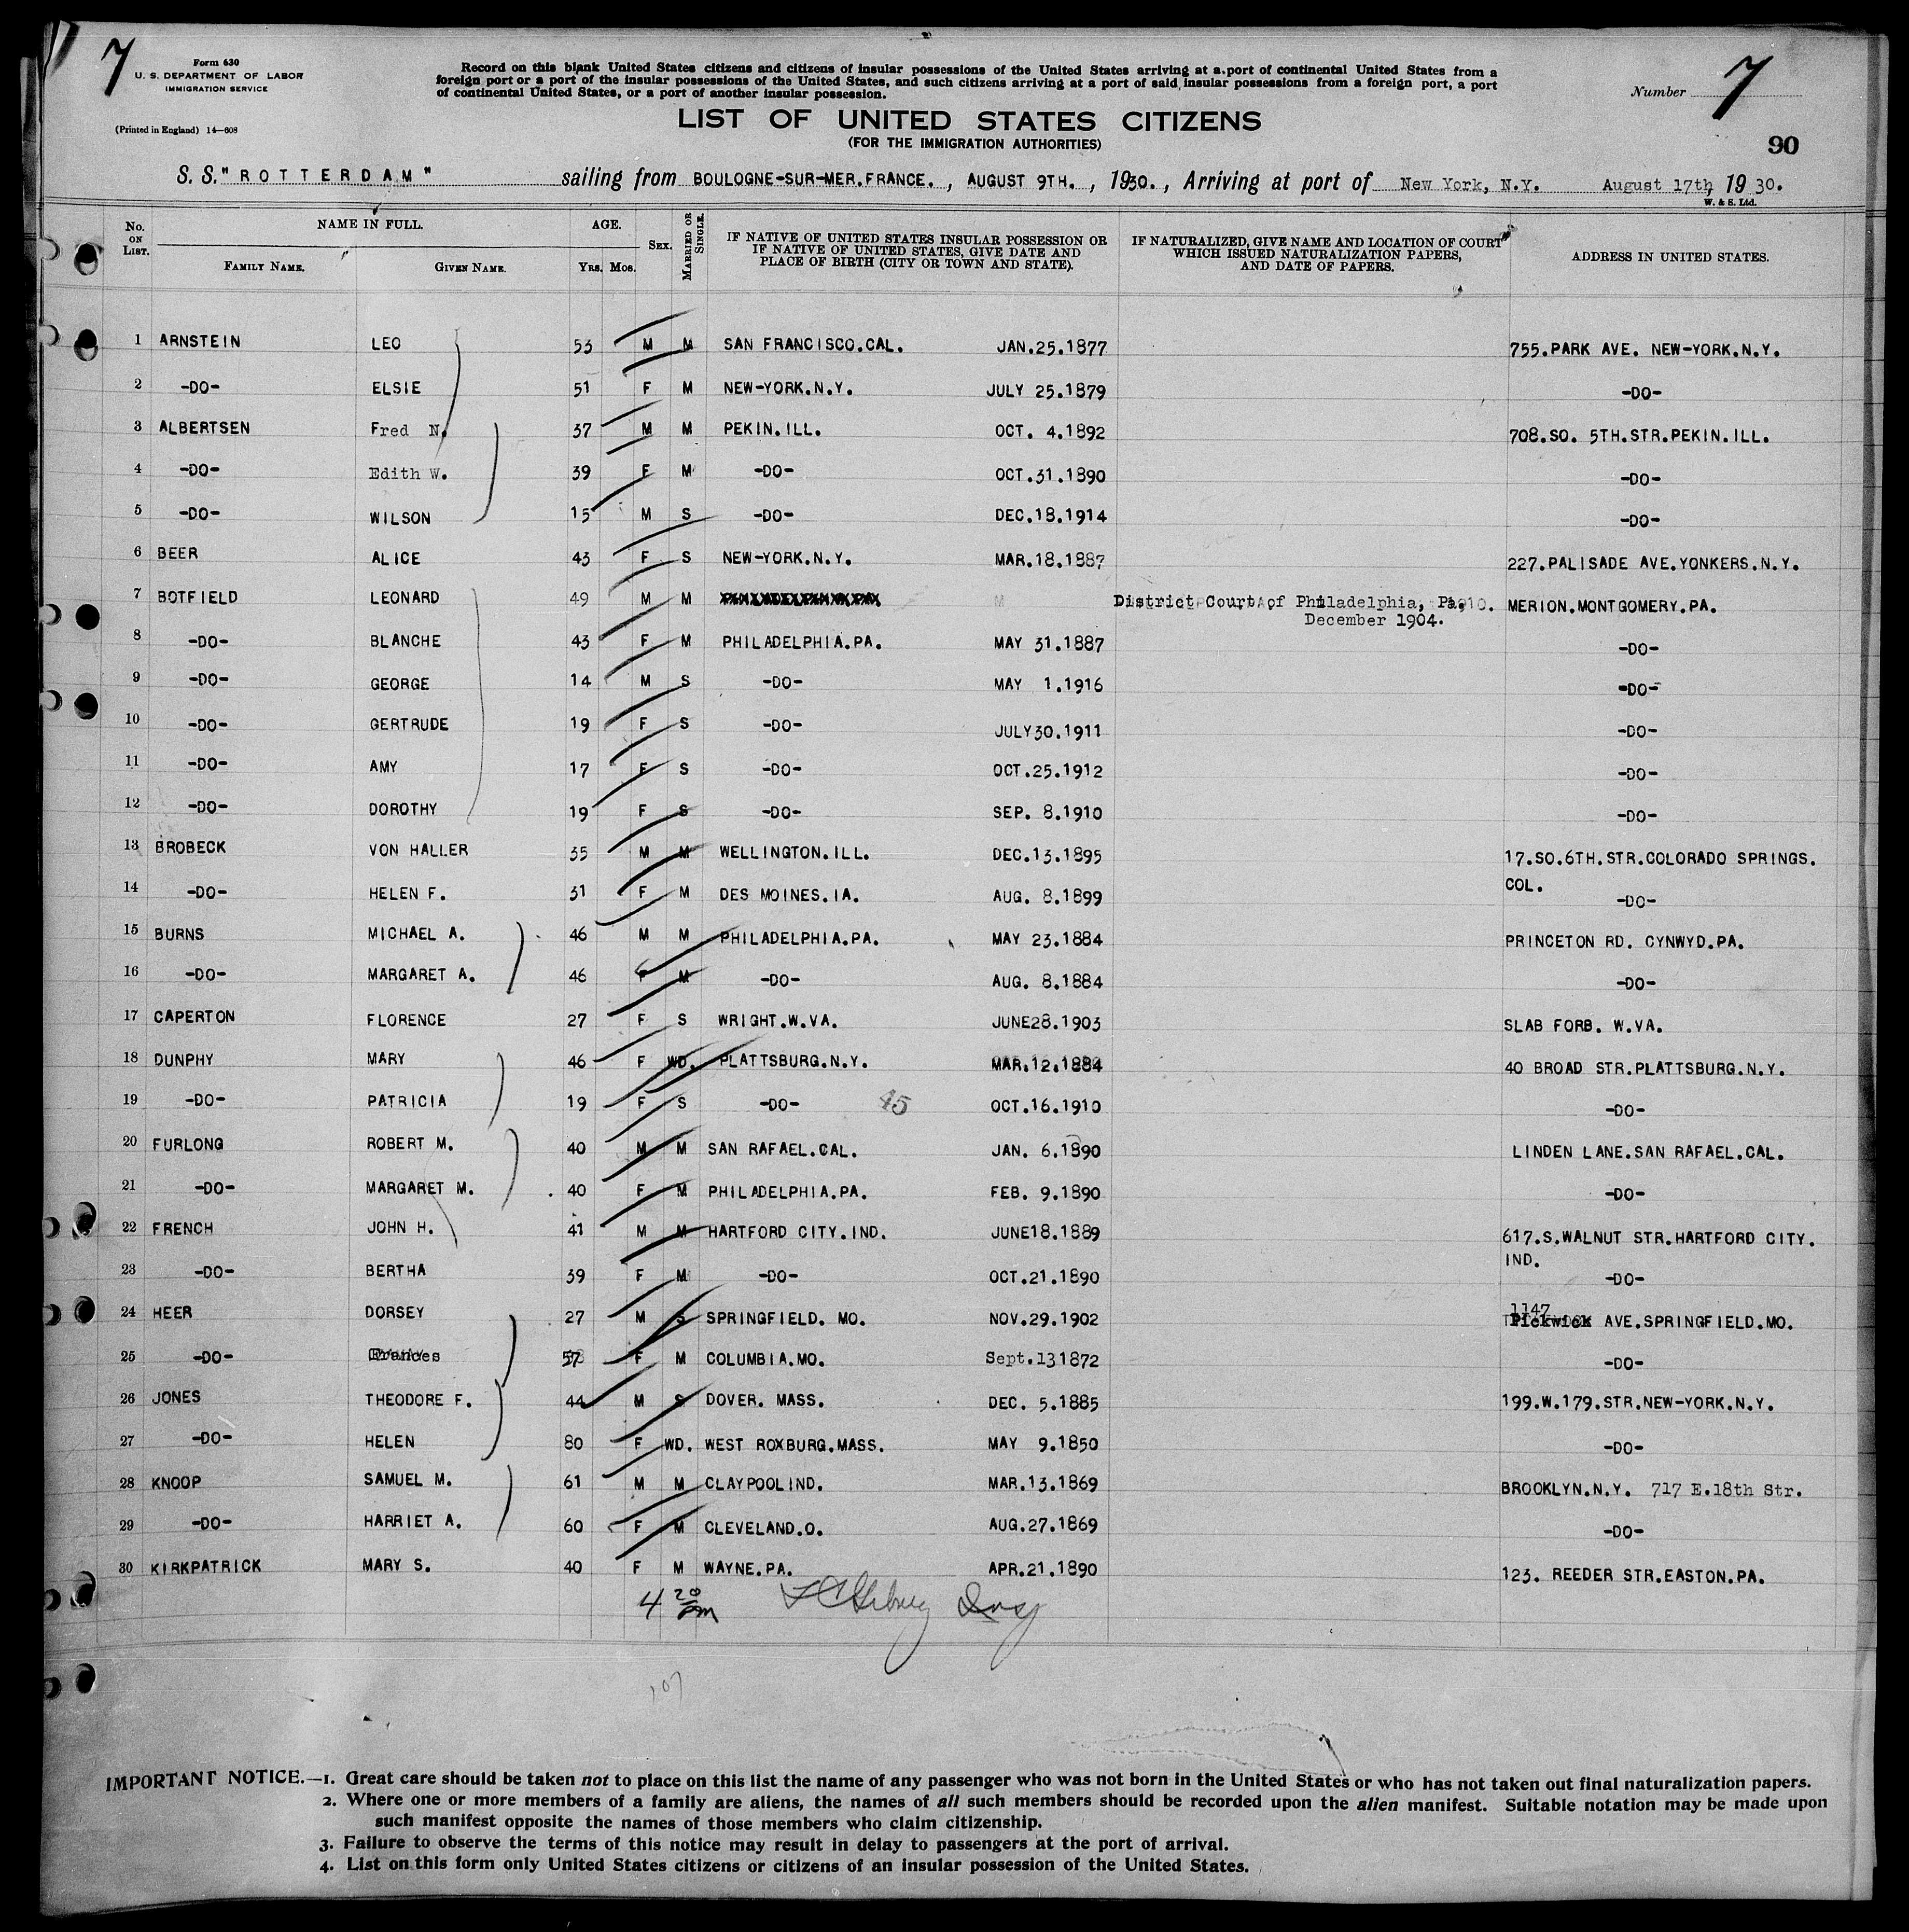 7
Form 630
U. S. DEPARTMENT OF LABOR
IMMIGRATION SERVICE
(Printed in England) 14—608
Record on this blank United States citizens and citizens of insular possessions of the United States arriving at a port of continental United States from a
foreign port or a port of the insular possessions of the United States, and such citizens arriving at a port of said insular possessions from a foreign port, a port
of continental United States, or a port of another insular possession.
Number 7
LIST OF UNITED STATES CITIZENS
(FOR THE IMMIGRATION AUTHORITIES)
90
S. S. "ROTTERDAM" sailing from BOULOGNE-SUR-MER.FRANCE. , AUGUST 9TH. , 1930. , Arriving at port of New York, N.Y. August 17th, 1930.
W. & S. Ltd.
No. ON LIST. NAME IN FULL. FAMILY NAME. GIVEN NAME. AGE. YRS. MOS. SEX. MARRIED OR SINGLE. IF NATIVE OF UNITED STATES INSULAR POSSESSION OR IF NATIVE OF UNITED STATES, GIVE DATE AND PLACE OF BIRTH (CITY OR TOWN AND STATE). IF NATURALIZED, GIVE NAME AND LOCATION OF COURT WHICH ISSUED NATURALIZATION PAPERS, AND DATE OF PAPERS. ADDRESS IN UNITED STATES.
1 ARNSTEIN LEO 53 M M SAN FRANCISCO.CAL. JAN.25.1877 755.PARK AVE. NEW-YORK.N.Y.
2 -DO- ELSIE 51 F M NEW-YORK.N.Y. JULY 25.1879 -DO-
3 ALBERTSEN Fred N. 37 M M PEKIN.ILL. OCT. 4.1892 708.SO. 5TH.STR.PEKIN.ILL.
4 -DO- Edith W. 39 F M -DO- OCT.31.1890 -DO-
5 -DO- WILSON 15 M S -DO- DEC.18.1914 -DO-
6 BEER ALICE 43 F S NEW-YORK.N.Y. MAR.18.1887 227.PALISADE AVE.YONKERS.N.Y.
7 BOTFIELD LEONARD 49 M M District Court of Philadelphia, Pa. MERION.MONTGOMERY.PA.
December 1904.
8 -DO- BLANCHE 43 F M PHILADELPHIA.PA. MAY 31.1887 -DO-
9 -DO- GEORGE 14 M S -DO- MAY 1.1916 -DO-
10 -DO- GERTRUDE 19 F S -DO- JULY30.1911 -DO-
11 -DO- AMY 17 F S -DO- OCT.25.1912 -DO-
12 -DO- DOROTHY 19 F S -DO- SEP. 8.1910 -DO-
13 BROBECK VON HALLER 35 M M WELLINGTON.ILL. DEC.13.1895 17.SO.6TH.STR.COLORADO SPRINGS.
COL.
14 -DO- HELEN F. 31 F M DES MOINES.IA. AUG. 8.1899 -DO-
15 BURNS MICHAEL A. 46 M M PHILADELPHIA.PA. MAY 23.1884 PRINCETON RD. CYNWYD.PA.
16 -DO- MARGARET A. 46 F M -DO- AUG. 8.1884 -DO-
17 CAPERTON FLORENCE 27 F S WRIGHT.W.VA. JUNE28.1903 SLAB FORB. W.VA.
18 DUNPHY MARY 46 F WD. PLATTSBURG.N.Y. MAR.12.1884 40 BROAD STR.PLATTSBURG.N.Y.
19 -DO- PATRICIA 19 F S -DO- 45 OCT.16.1910 -DO-
20 FURLONG ROBERT M. 40 M M SAN RAFAEL.CAL. JAN. 6.1890 LINDEN LANE.SAN RAFAEL.CAL.
21 -DO- MARGARET M. 40 F M PHILADELPHIA.PA. FEB. 9.1890 -DO-
22 FRENCH JOHN H. 41 M M HARTFORD CITY.IND. JUNE18.1889 617.S.WALNUT STR.HARTFORD CITY.
IND.
23 -DO- BERTHA 39 F M -DO- OCT.21.1890 -DO-
24 HEER DORSEY 27 M S SPRINGFIELD. MO. NOV.29.1902 1147 Pickwick AVE.SPRINGFIELD.MO.
25 -DO- Frances 57 F M COLUMBIA.MO. Sept.131872 -DO-
26 JONES THEODORE F. 44 M S DOVER. MASS. DEC. 5.1885 199.W.179.STR.NEW-YORK.N.Y.
27 -DO- HELEN 80 F WD. WEST ROXBURG.MASS. MAY 9.1850 -DO-
28 KNOOP SAMUEL M. 61 M M CLAYPOOLIND. MAR.13.1869 BROOKLYN.N.Y. 717 E.18th Str.
29 -DO- HARRIET A. 60 F M CLEVELAND.O. AUG.27.1869 -DO-
30 KIRKPATRICK MARY S. 40 F M WAYNE.PA. APR.21.1890 123. REEDER STR.EASTON.PA.
4 20 pm
107
IMPORTANT NOTICE.—1. Great care should be taken not to place on this list the name of any passenger who was not born in the United States or who has not taken out final naturalization papers.
2. Where one or more members of a family are aliens, the names of all such members should be recorded upon the alien manifest. Suitable notation may be made upon
such manifest opposite the names of those members who claim citizenship.
3. Failure to observe the terms of this notice may result in delay to passengers at the port of arrival.
4. List on this form only United States citizens or citizens of an insular possession of the United States.